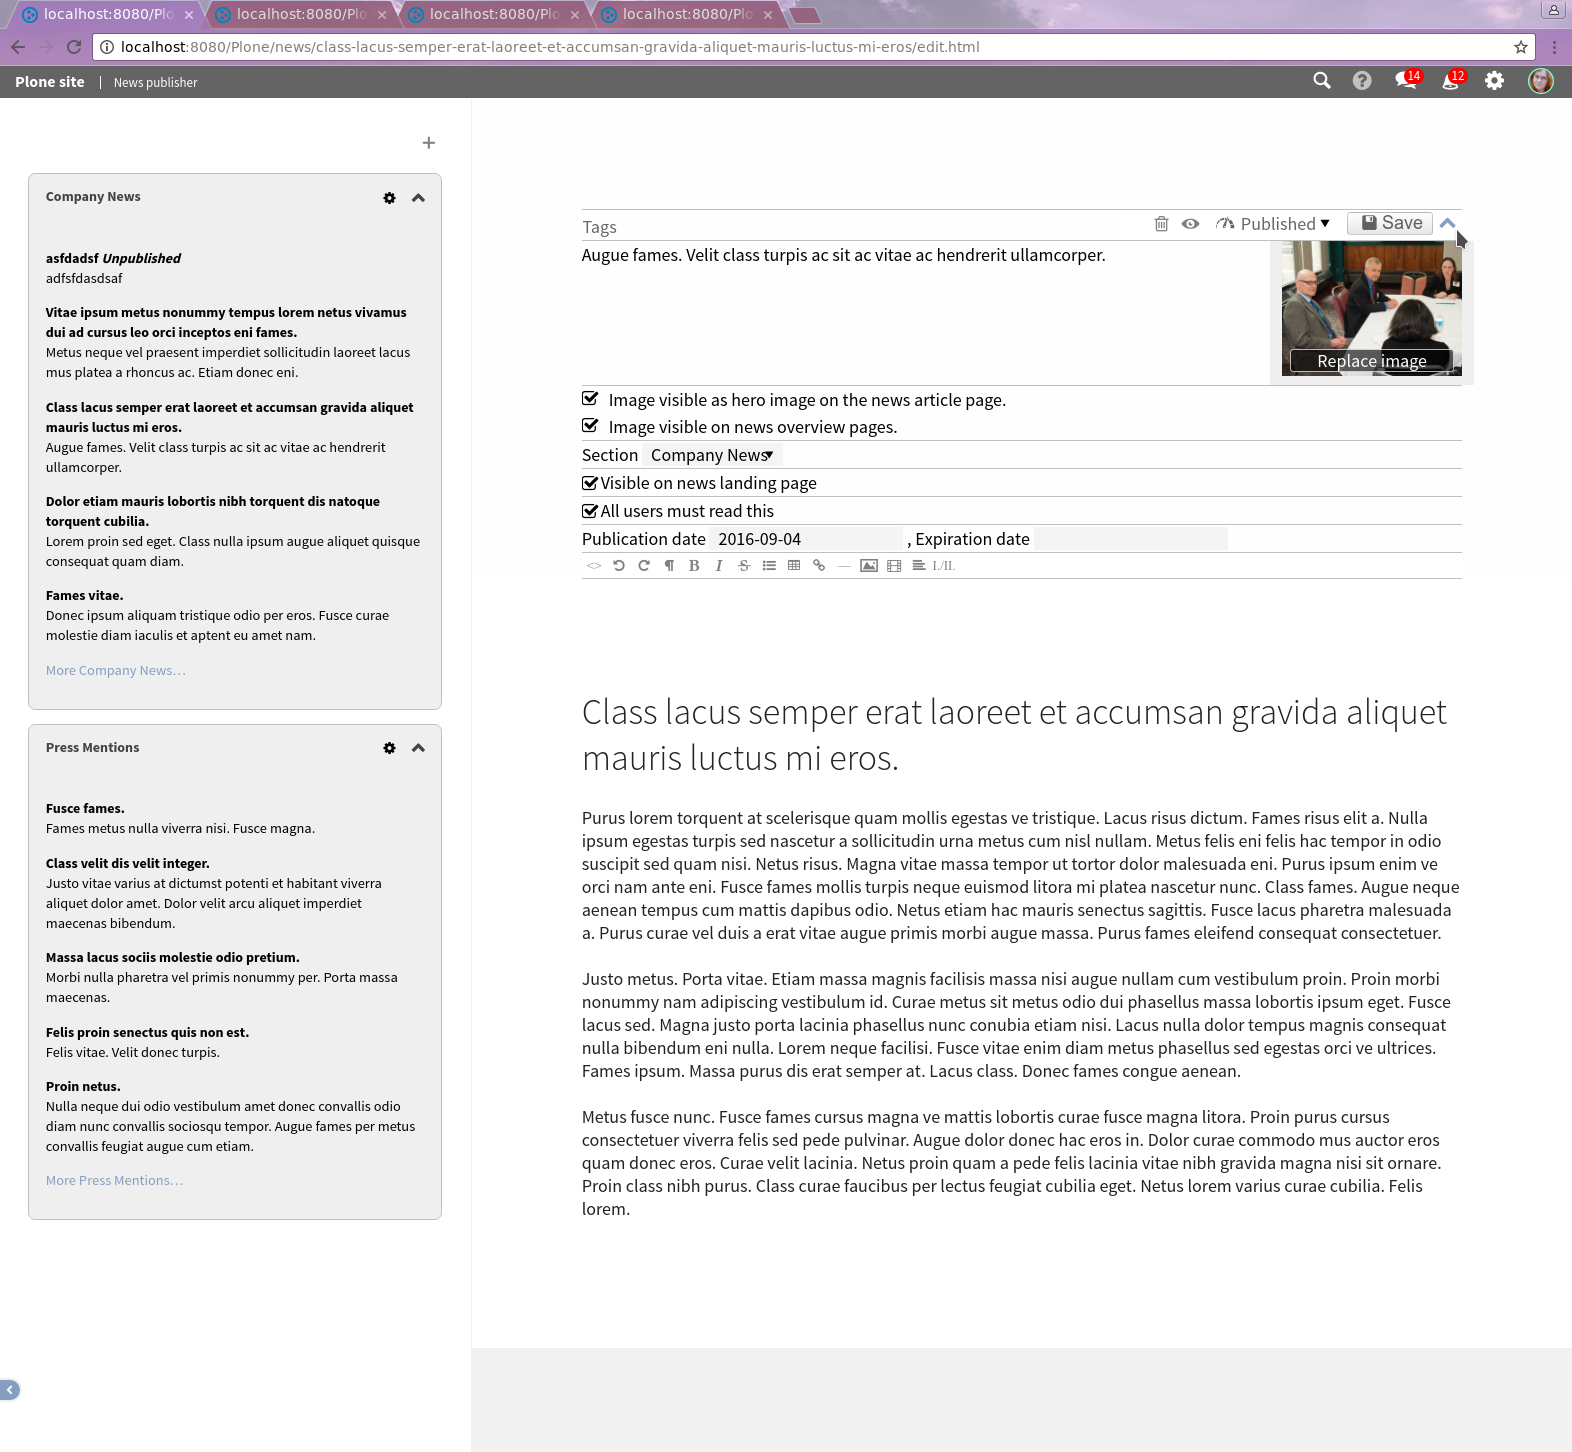 localhost:8080/Plo
localhost:8080/Plo
localhost:8080/Plo
localhost:8080/Plo
localhost:8080/Plone/news/class-lacus-semper-erat-laoreet-et-accumsan-gravida-aliquet-mauris-luctus-mi-eros/edit.html
Plone site | News publisher
14
12
Company News
asfdadsf Unpublished
adfsfdasdsaf
Vitae ipsum metus nonummy tempus lorem netus vivamus
dui ad cursus leo orci inceptos eni fames.
Metus neque vel praesent imperdiet sollicitudin laoreet lacus
mus platea a rhoncus ac. Etiam donec eni.
Class lacus semper erat laoreet et accumsan gravida aliquet
mauris luctus mi eros.
Augue fames. Velit class turpis ac sit ac vitae ac hendrerit
ullamcorper.
Dolor etiam mauris lobortis nibh torquent dis natoque
torquent cubilia.
Lorem proin sed eget. Class nulla ipsum augue aliquet quisque
consequat quam diam.
Fames vitae.
Donec ipsum aliquam tristique odio per eros. Fusce curae
molestie diam iaculis et aptent eu amet nam.
More Company News…
Press Mentions
Fusce fames.
Fames metus nulla viverra nisi. Fusce magna.
Class velit dis velit integer.
Justo vitae varius at dictumst potenti et habitant viverra
aliquet dolor amet. Dolor velit arcu aliquet imperdiet
maecenas bibendum.
Massa lacus sociis molestie odio pretium.
Morbi nulla pharetra vel primis nonummy per. Porta massa
maecenas.
Felis proin senectus quis non est.
Felis vitae. Velit donec turpis.
Proin netus.
Nulla neque dui odio vestibulum amet donec convallis odio
diam nunc convallis sociosqu tempor. Augue fames per metus
convallis feugiat augue cum etiam.
More Press Mentions…
Tags
Published
Save
Augue fames. Velit class turpis ac sit ac vitae ac hendrerit ullamcorper.
Replace image
Image visible as hero image on the news article page.
Image visible on news overview pages.
Section Company News
Visible on news landing page
All users must read this
Publication date 2016-09-04 , Expiration date
<> ¶ B I S — I./II.
Class lacus semper erat laoreet et accumsan gravida aliquet
mauris luctus mi eros.
Purus lorem torquent at scelerisque quam mollis egestas ve tristique. Lacus risus dictum. Fames risus elit a. Nulla
ipsum egestas turpis sed nascetur a sollicitudin urna metus cum nisl nullam. Metus felis eni felis hac tempor in odio
suscipit sed quam nisi. Netus risus. Magna vitae massa tempor ut tortor dolor malesuada eni. Purus ipsum enim ve
orci nam ante eni. Fusce fames mollis turpis neque euismod litora mi platea nascetur nunc. Class fames. Augue neque
aenean tempus cum mattis dapibus odio. Netus etiam hac mauris senectus sagittis. Fusce lacus pharetra malesuada
a. Purus curae vel duis a erat vitae augue primis morbi augue massa. Purus fames eleifend consequat consectetuer.
Justo metus. Porta vitae. Etiam massa magnis facilisis massa nisi augue nullam cum vestibulum proin. Proin morbi
nonummy nam adipiscing vestibulum id. Curae metus sit metus odio dui phasellus massa lobortis ipsum eget. Fusce
lacus sed. Magna justo porta lacinia phasellus nunc conubia etiam nisi. Lacus nulla dolor tempus magnis consequat
nulla bibendum eni nulla. Lorem neque facilisi. Fusce vitae enim diam metus phasellus sed egestas orci ve ultrices.
Fames ipsum. Massa purus dis erat semper at. Lacus class. Donec fames congue aenean.
Metus fusce nunc. Fusce fames cursus magna ve mattis lobortis curae fusce magna litora. Proin purus cursus
consectetuer viverra felis sed pede pulvinar. Augue dolor donec hac eros in. Dolor curae commodo mus auctor eros
quam donec eros. Curae velit lacinia. Netus proin quam a pede felis lacinia vitae nibh gravida magna nisi sit ornare.
Proin class nibh purus. Class curae faucibus per lectus feugiat cubilia eget. Netus lorem varius curae cubilia. Felis
lorem.